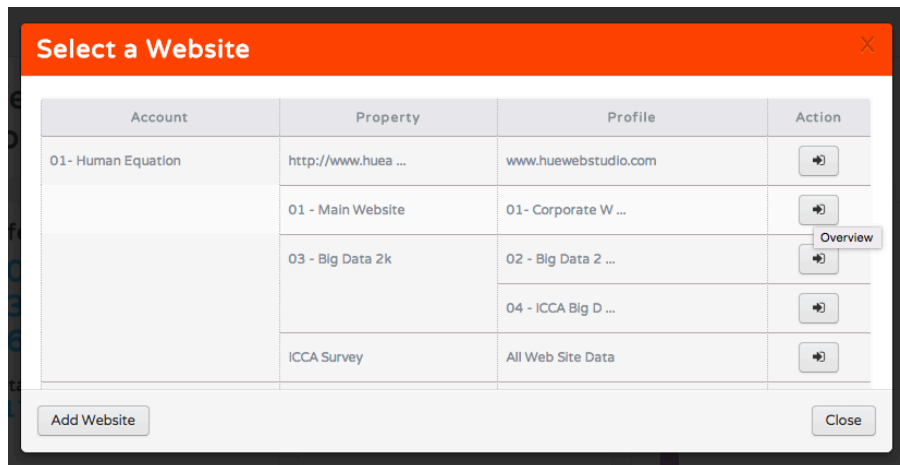 Select a Website
X
Account Property Profile Action
01- Human Equation http://www.huea ... www.huewebstudio.com
01 - Main Website 01- Corporate W ...
Overview
03 - Big Data 2k 02 - Big Data 2 ...
04 - ICCA Big D ...
ICCA Survey All Web Site Data
Add Website Close